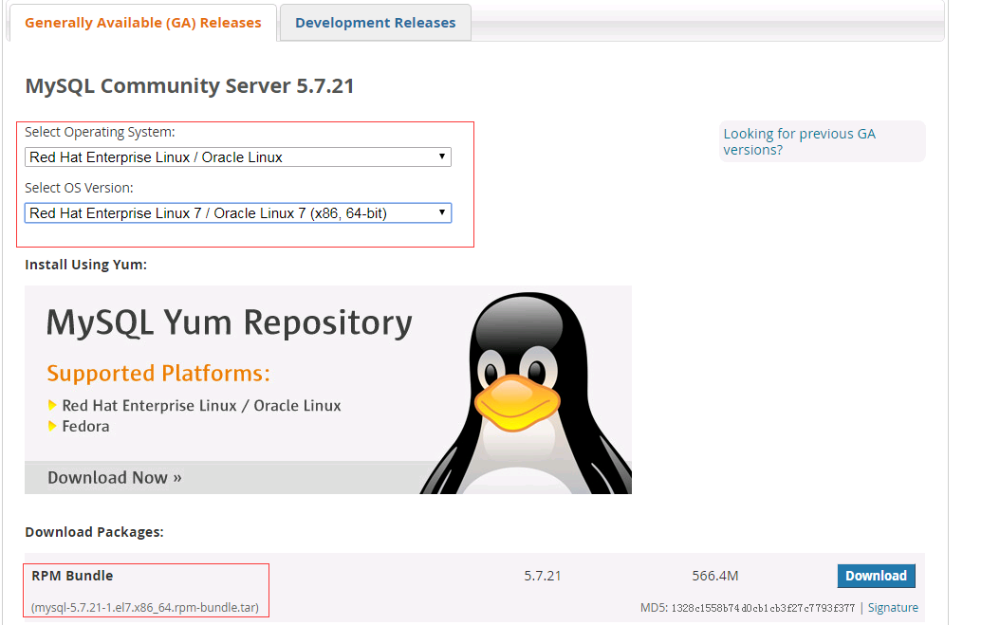 Generally Available (GA) Releases
Development Releases
MySQL Community Server 5.7.21
Select Operating System:
Looking for previous GA
versions?
Red Hat Enterprise Linux / Oracle Linux
Select OS Version:
Red Hat Enterprise Linux 7 / Oracle Linux 7 (x86, 64-bit)
Install Using Yum:
MySQL Yum Repository
Supported Platforms:
Red Hat Enterprise Linux / Oracle Linux
Fedora
Download Now »
Download Packages:
RPM Bundle
5.7.21
566.4M
Download
(mysql-5.7.21-1.el7.x86_64.rpm-bundle.tar)
MD5: | Signature